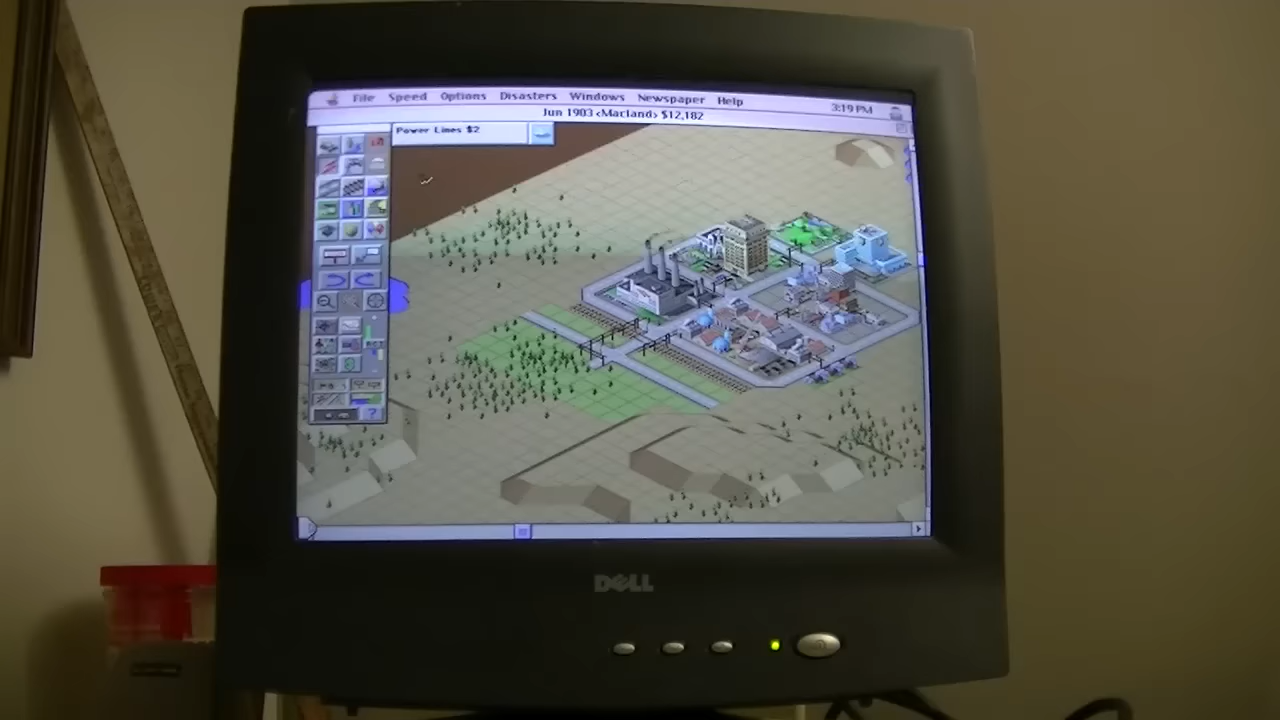 File Speed Options Disasters Windows Newspaper Help 3:19 PM
Jun 1903 <Macland> $12,182
Power Lines $2
?
DELL